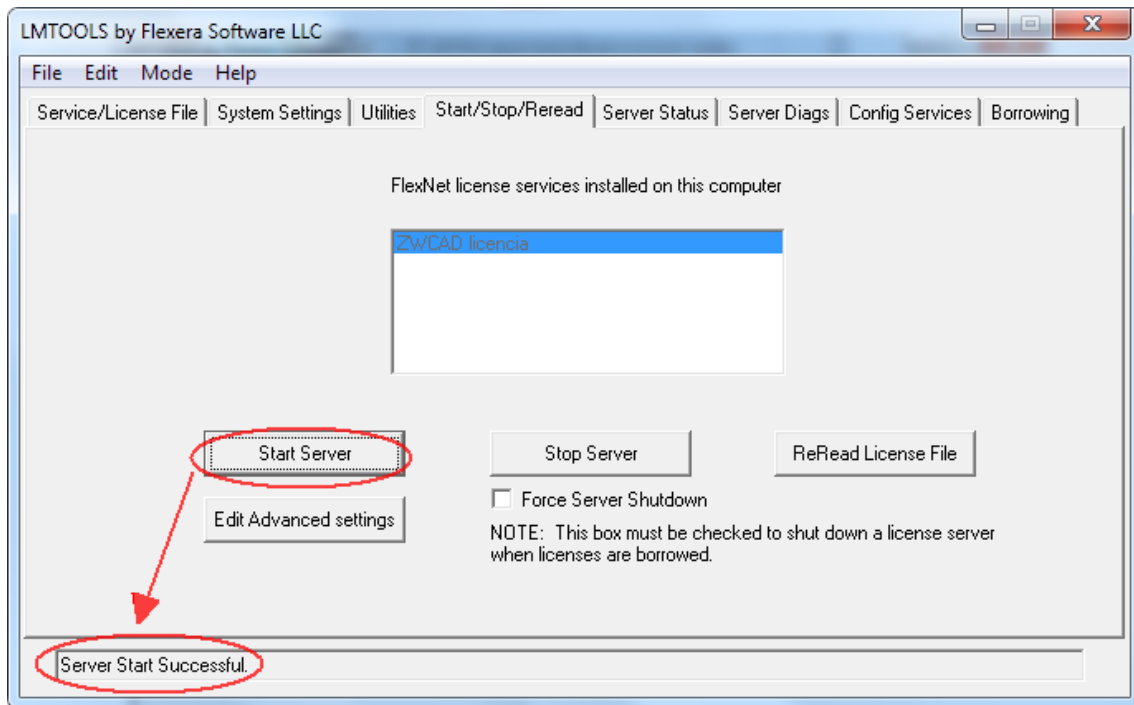 LMTOOLS by Flexera Software LLC
File Edit Mode Help
Service/License File System Settings Utilities Start/Stop/Reread Server Status Server Diags Config Services Borrowing
FlexNet license services installed on this computer
ZWCAD licencia
Start Server Stop Server ReRead License File
Force Server Shutdown
Edit Advanced settings
NOTE: This box must be checked to shut down a license server
when licenses are borrowed.
Server Start Successful.